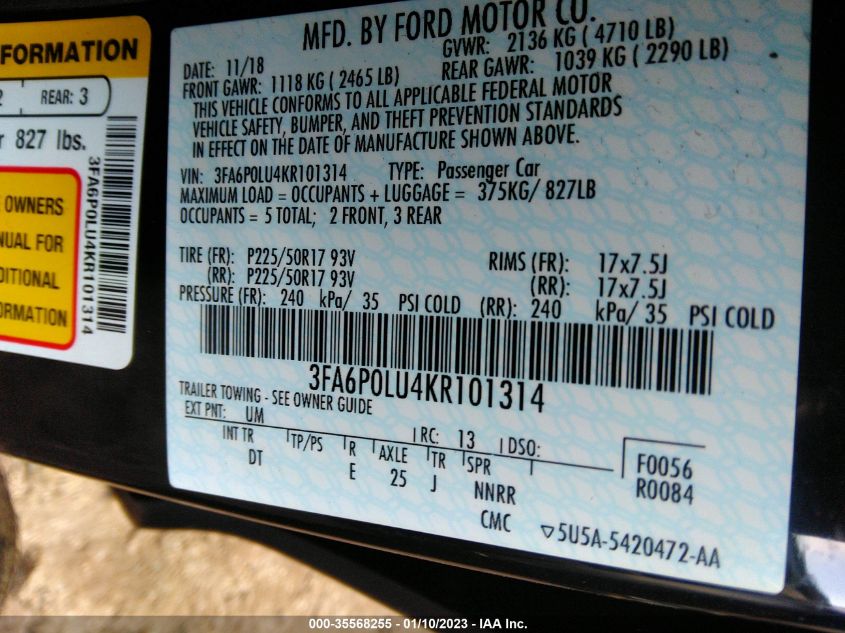 FORMATION
2 REAR: 3
r 827 lbs.
OWNERS
NUAL FOR
DITIONAL
ORMATION
3FA6P0LU4KR101314
MFD. BY FORD MOTOR CO.
DATE: 11/18 GVWR: 2136 KG ( 4710 LB)
FRONT GAWR: 1118 KG ( 2465 LB) REAR GAWR: 1039 KG ( 2290 LB)
THIS VEHICLE CONFORMS TO ALL APPLICABLE FEDERAL MOTOR
VEHICLE SAFETY, BUMPER, AND THEFT PREVENTION STANDARDS
IN EFFECT ON THE DATE OF MANUFACTURE SHOWN ABOVE.
VIN: 3FA6P0LU4KR101314 TYPE: Passenger Car
MAXIMUM LOAD = OCCUPANTS + LUGGAGE = 375KG/ 827LB
OCCUPANTS = 5 TOTAL; 2 FRONT, 3 REAR
TIRE (FR): P225/50R17 93V RIMS (FR): 17x7.5J
(RR): P225/50R17 93V (RR): 17x7.5J
PRESSURE (FR): 240 kPa/ 35 PSI COLD (RR): 240 kPa/ 35 PSI COLD
3FA6P0LU4KR101314
TRAILER TOWING - SEE OWNER GUIDE
EXT PNT: UM RC: 13 DSO:
INT TR TP/PS R AXLE TR SPR F0056
DT E 25 J NNRR R0084
CMC ▽5U5A-5420472-AA
000-35568255 - 01/10/2023 - IAA Inc.